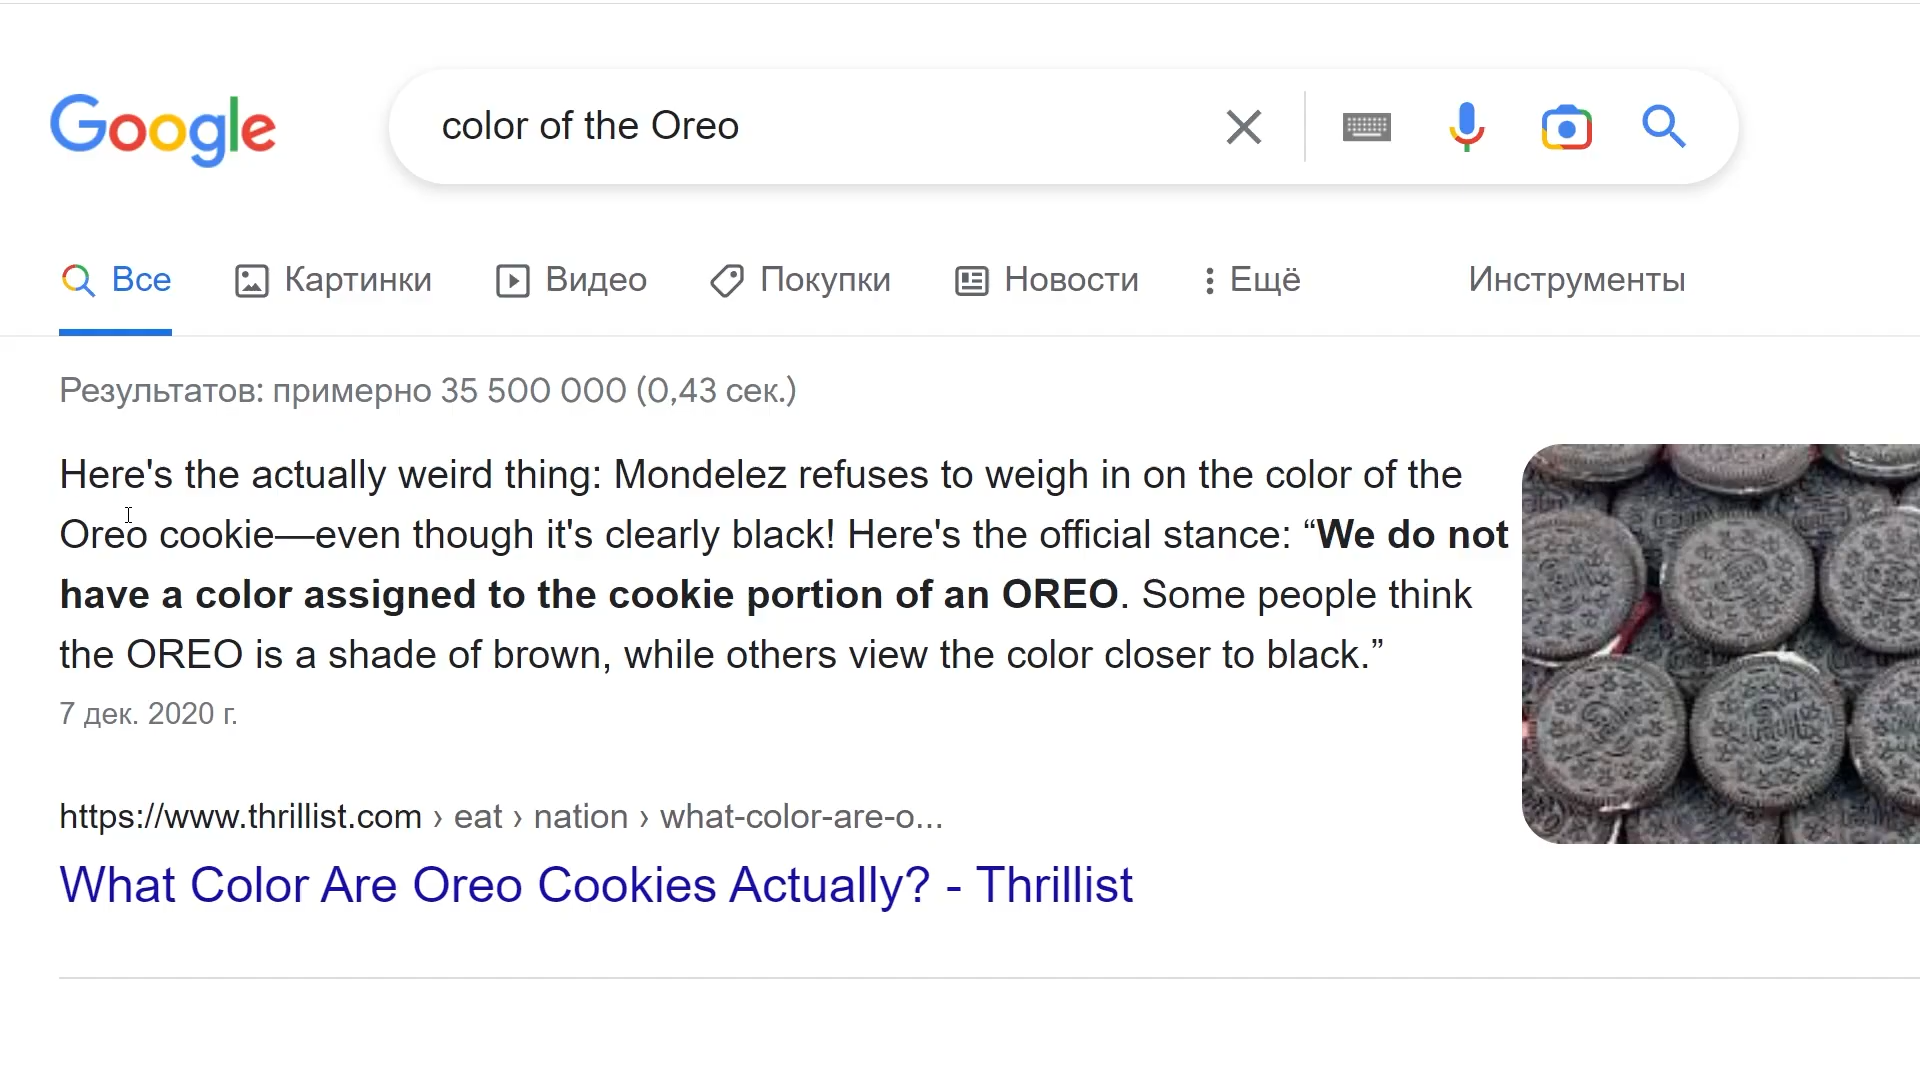 Google
color of the Oreo
Все
Картинки
Видео
Покупки
Новости
Ещё
Инструменты
Результатов: примерно 35 500 000 (0,43 сек.)
Here's the actually weird thing: Mondelez refuses to weigh in on the color of the
Oreo cookie—even though it's clearly black! Here's the official stance: “We do not
have a color assigned to the cookie portion of an OREO. Some people think
the OREO is a shade of brown, while others view the color closer to black.”
7 дек. 2020 г.
https://www.thrillist.com › eat › nation › what-color-are-o...
What Color Are Oreo Cookies Actually? - Thrillist